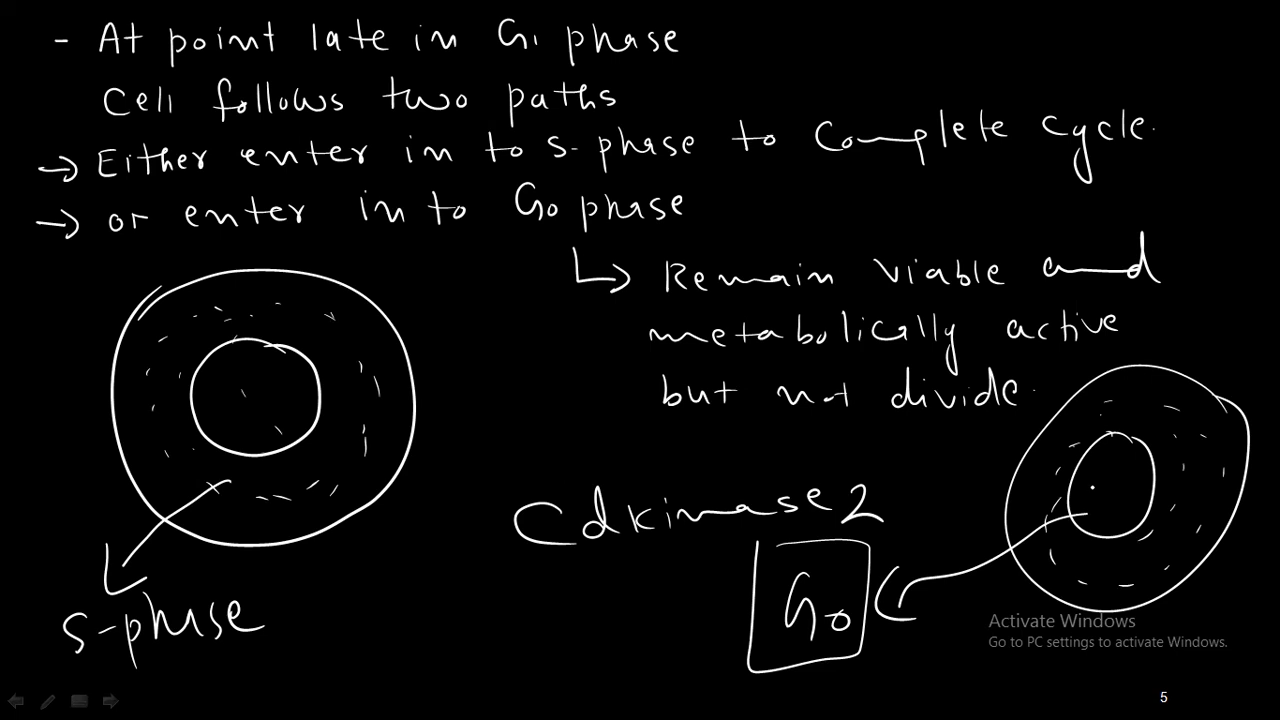 - At point late in G1 phase
Cell follows two paths
→ Either enter in to S-phase to Complete cycle.
→ or enter in to G0 phase
↳ Remain viable and
metabolically active
but not divide.
Cdkinase 2
G0
S-phase
Activate Windows
Go to PC settings to activate Windows.
5